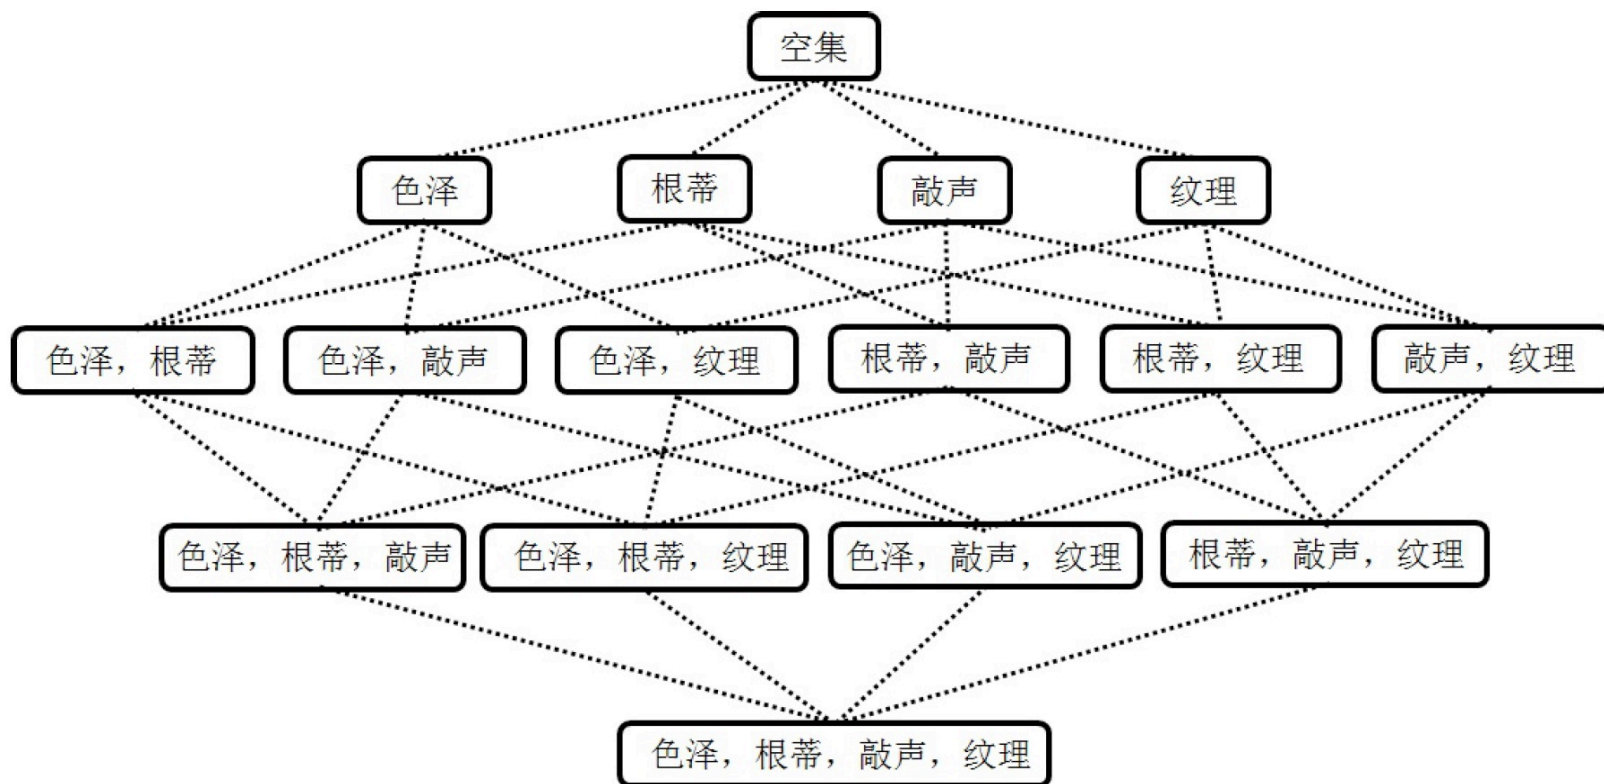 空集
色泽
根蒂
敲声
纹理
色泽，根蒂
色泽，敲声
色泽，纹理
根蒂，敲声
根蒂，纹理
敲声，纹理
色泽，根蒂，敲声
色泽，根蒂，纹理
色泽，敲声，纹理
根蒂，敲声，纹理
色泽，根蒂，敲声，纹理